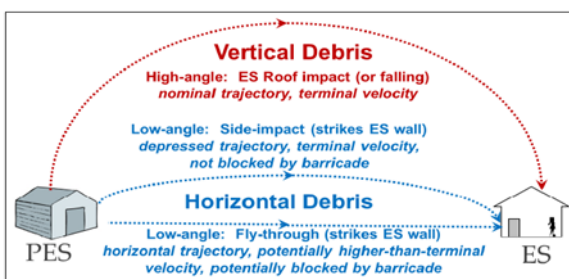 Vertical Debris
High-angle: ES Roof impact (or falling)
nominal trajectory, terminal velocity
Low-angle: Side-impact (strikes ES wall)
depressed trajectory, terminal velocity,
not blocked by barricade
Horizontal Debris
Low-angle: Fly-through (strikes ES wall)
horizontal trajectory, potentially higher-than-terminal
velocity, potentially blocked by barricade
PES
ES